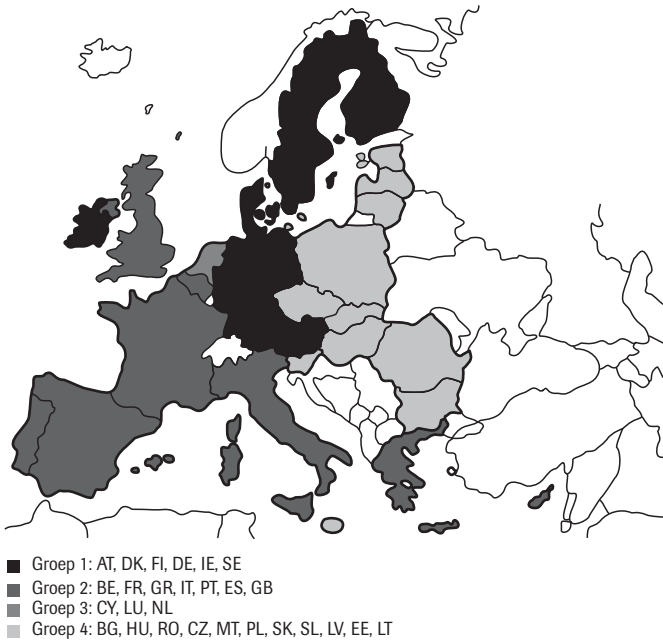 Groep 1: AT, DK, FI, DE, IE, SE
Groep 2: BE, FR, GR, IT, PT, ES, GB
Groep 3: CY, LU, NL
Groep 4: BG, HU, RO, CZ, MT, PL, SK, SL, LV, EE, LT